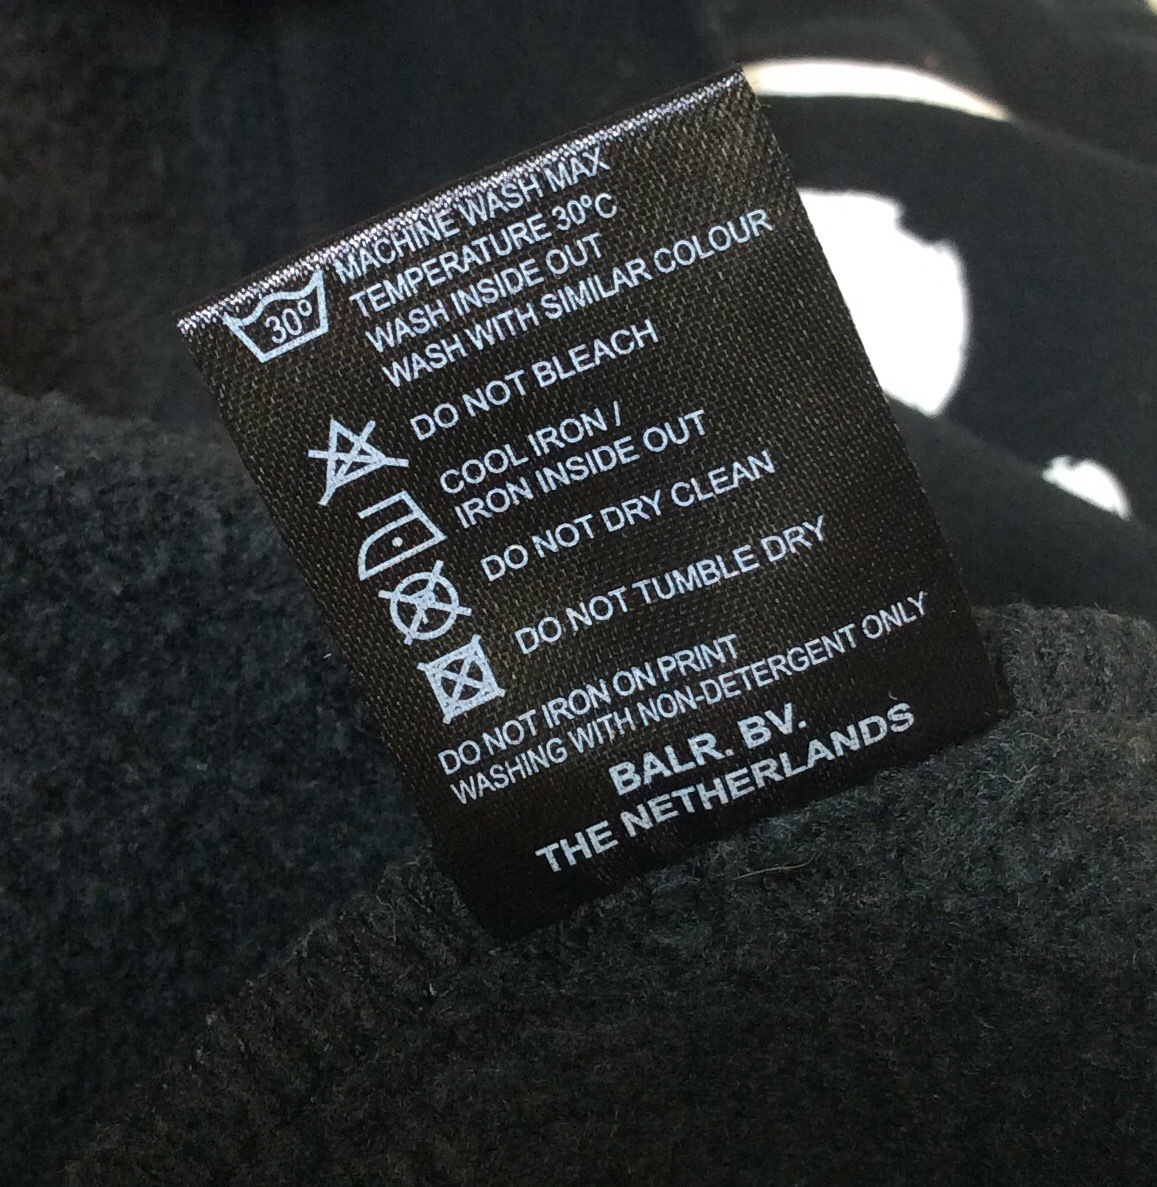 MACHINE WASH MAX
TEMPERATURE 30°C
30°
WASH INSIDE OUT
WASH WITH SIMILAR COLOUR
DO NOT BLEACH
COOL IRON /
IRON INSIDE OUT
DO NOT DRY CLEAN
DO NOT TUMBLE DRY
DO NOT IRON ON PRINT
WASHING WITH NON-DETERGENT ONLY
BALR. BV.
THE NETHERLANDS